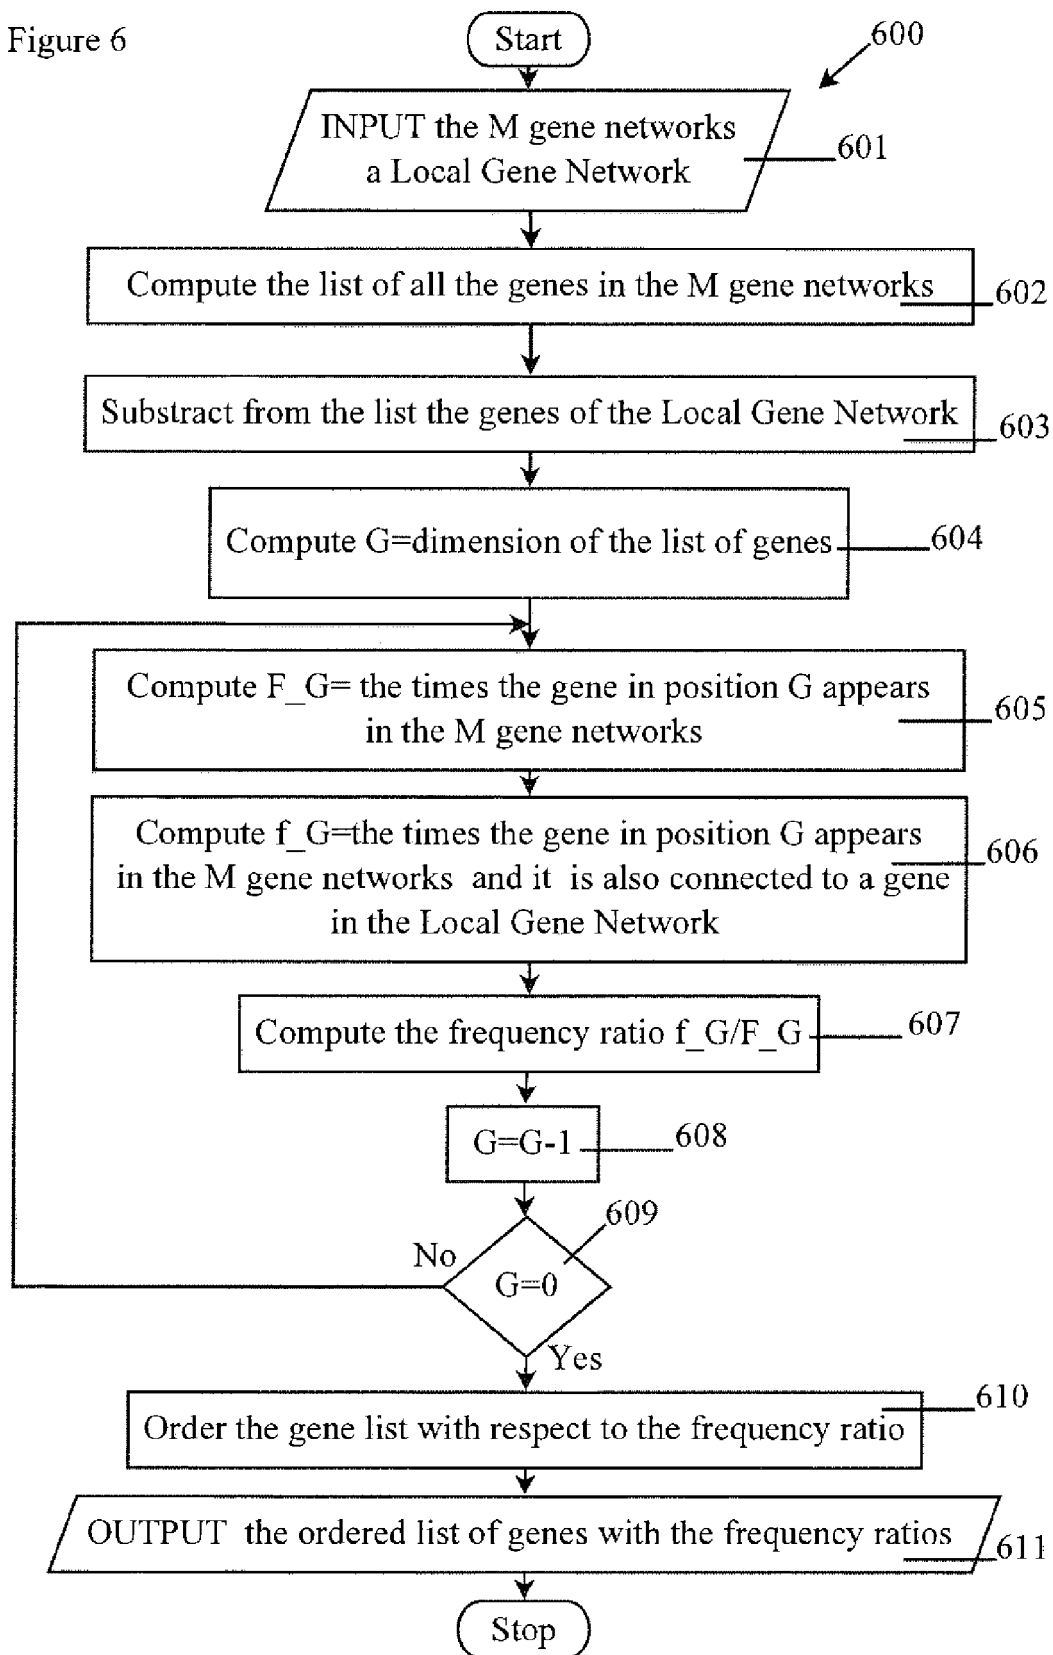 Figure 6
Start
600
INPUT the M gene networks
a Local Gene Network
601
Compute the list of all the genes in the M gene networks
602
Substract from the list the genes of the Local Gene Network
603
Compute G=dimension of the list of genes
604
Compute F_G= the times the gene in position G appears
in the M gene networks
605
Compute f_G=the times the gene in position G appears
in the M gene networks and it is also connected to a gene
in the Local Gene Network
606
Compute the frequency ratio f_G/F_G
607
G=G-1
608
609
No
G=0
Yes
610
Order the gene list with respect to the frequency ratio
OUTPUT the ordered list of genes with the frequency ratios
611
Stop